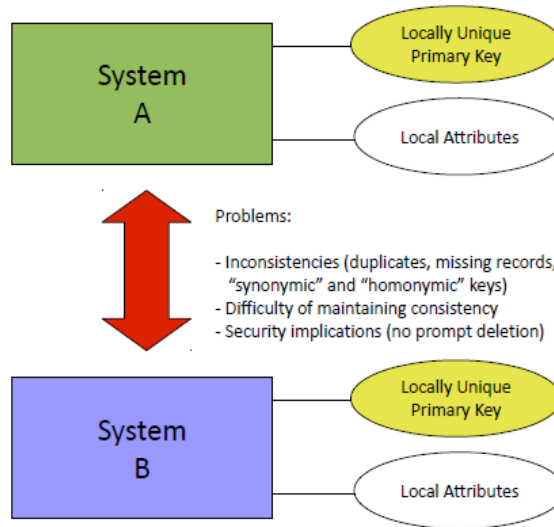 System
A
Locally Unique
Primary Key
Local Attributes
Problems:
- Inconsistencies (duplicates, missing records,
“synonymic” and “homonymic” keys)
- Difficulty of maintaining consistency
- Security implications (no prompt deletion)
System
B
Locally Unique
Primary Key
Local Attributes